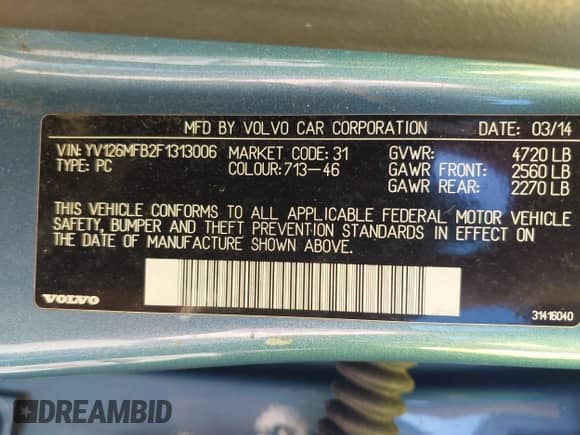 MFD BY VOLVO CAR CORPORATION DATE: 03/14
VIN: YV126MFB2F1313006 MARKET CODE: 31 GVWR: 4720 LB
TYPE: PC COLOUR: 713-46 GAWR FRONT: 2560 LB
GAWR REAR: 2270 LB
THIS VEHICLE CONFORMS TO ALL APPLICABLE FEDERAL MOTOR VEHICLE
SAFETY, BUMPER AND THEFT PREVENTION STANDARDS IN EFFECT ON
THE DATE OF MANUFACTURE SHOWN ABOVE.
VOLVO 31416040
DREAMBID